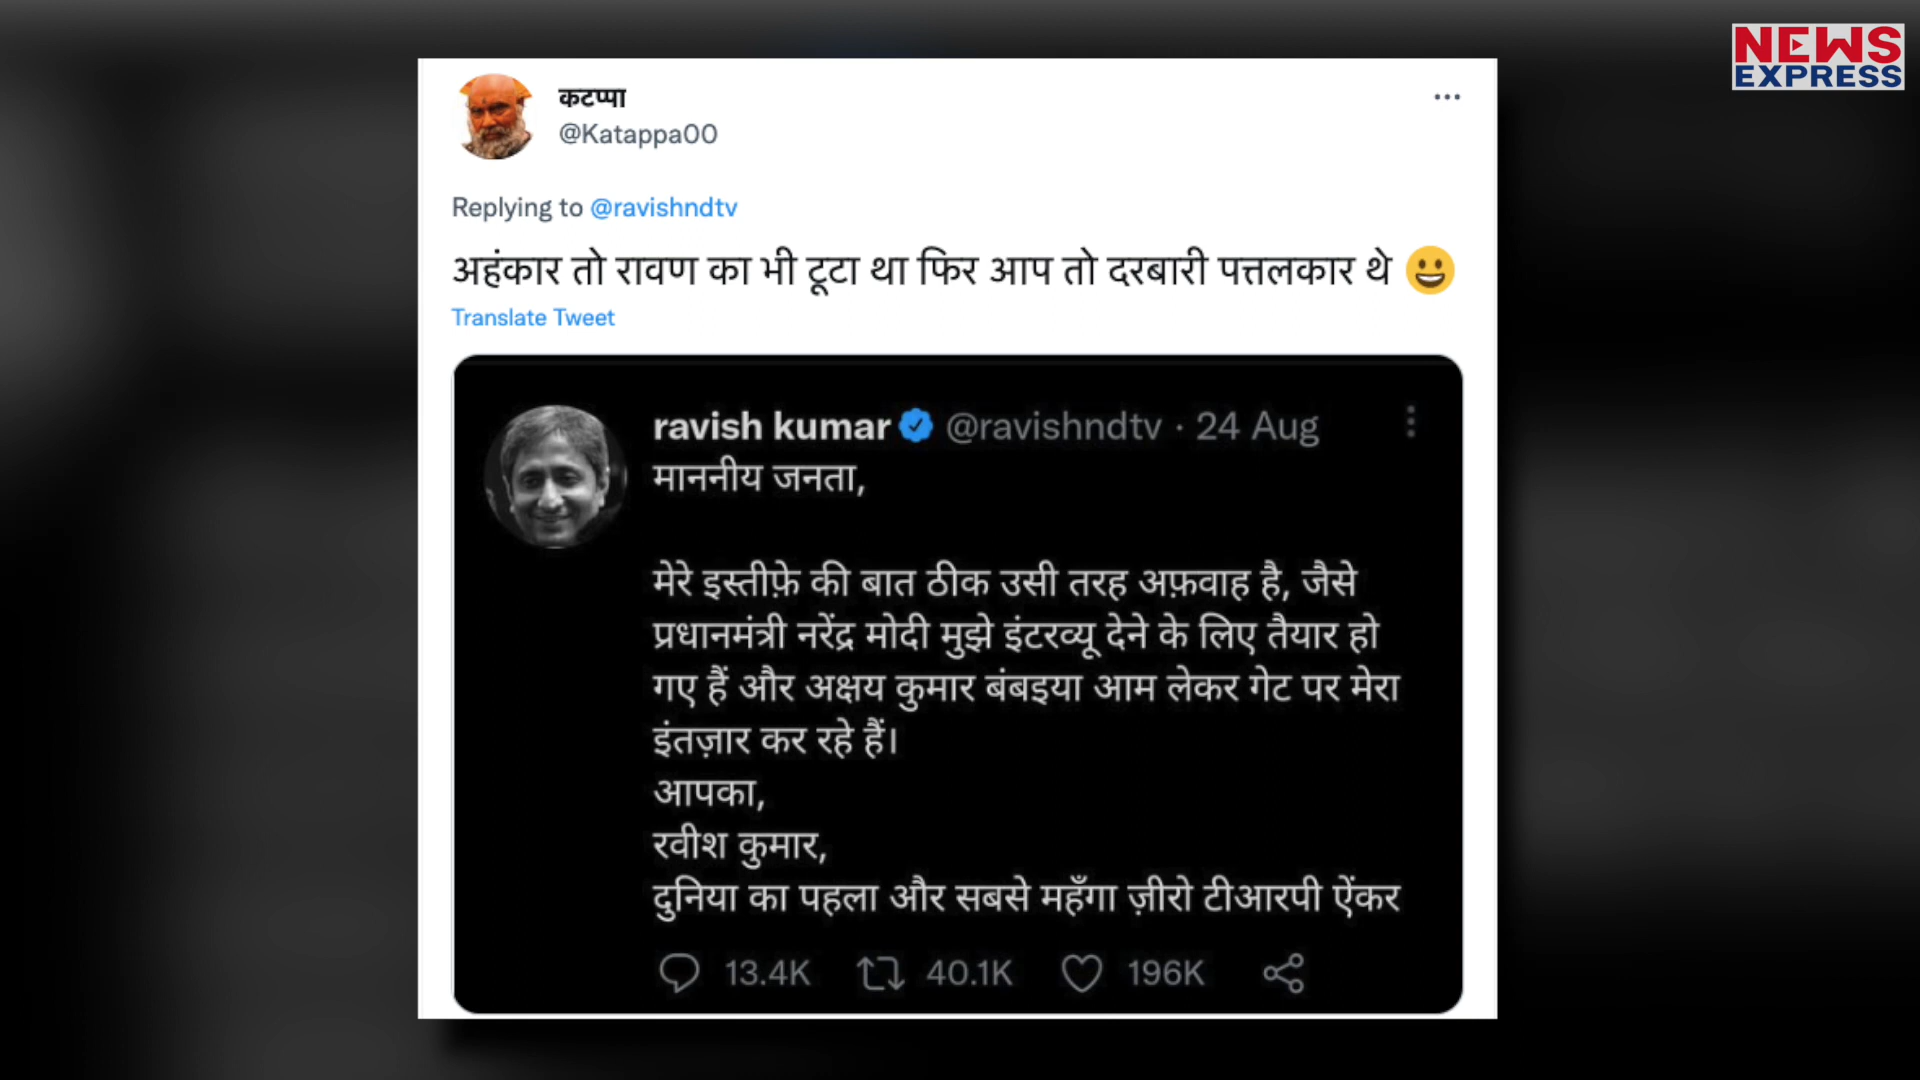 NEWS
EXPRESS
कटप्पा
@Katappa00
Replying to @ravishndtv
अहंकार तो रावण का भी टूटा था फिर आप तो दरबारी पत्तलकार थे 😀
Translate Tweet
ravish kumar @ravishndtv · 24 Aug
माननीय जनता,
मेरे इस्तीफ़े की बात ठीक उसी तरह अफ़वाह है, जैसे
प्रधानमंत्री नरेंद्र मोदी मुझे इंटरव्यू देने के लिए तैयार हो
गए हैं और अक्षय कुमार बंबइया आम लेकर गेट पर मेरा
इंतज़ार कर रहे हैं।
आपका,
रवीश कुमार,
दुनिया का पहला और सबसे महँगा ज़ीरो टीआरपी ऐंकर
13.4K 40.1K 196K